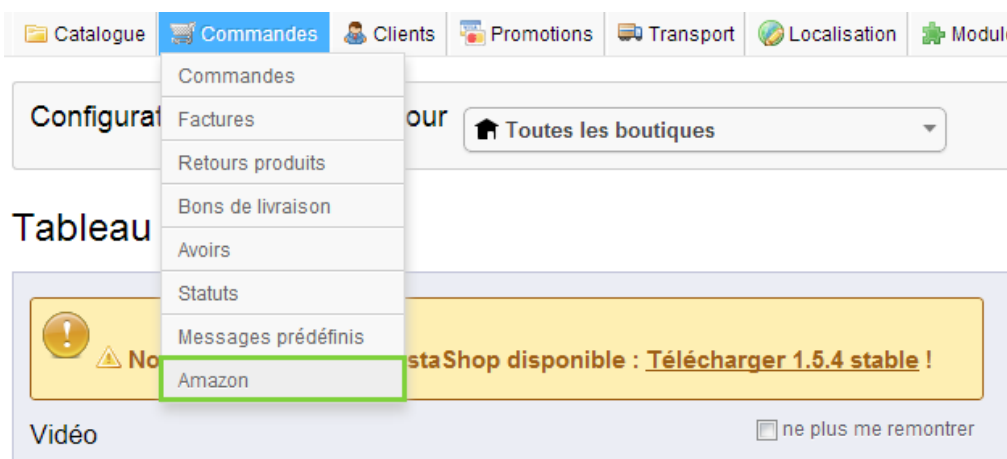 Catalogue Commandes Clients Promotions Transport Localisation Modul
Commandes
Configurat our Toutes les boutiques
Factures
Retours produits
Bons de livraison
Tableau
Avoirs
Statuts
Messages prédéfinis
No staShop disponible : Télécharger 1.5.4 stable !
Amazon
Vidéo ne plus me remontrer